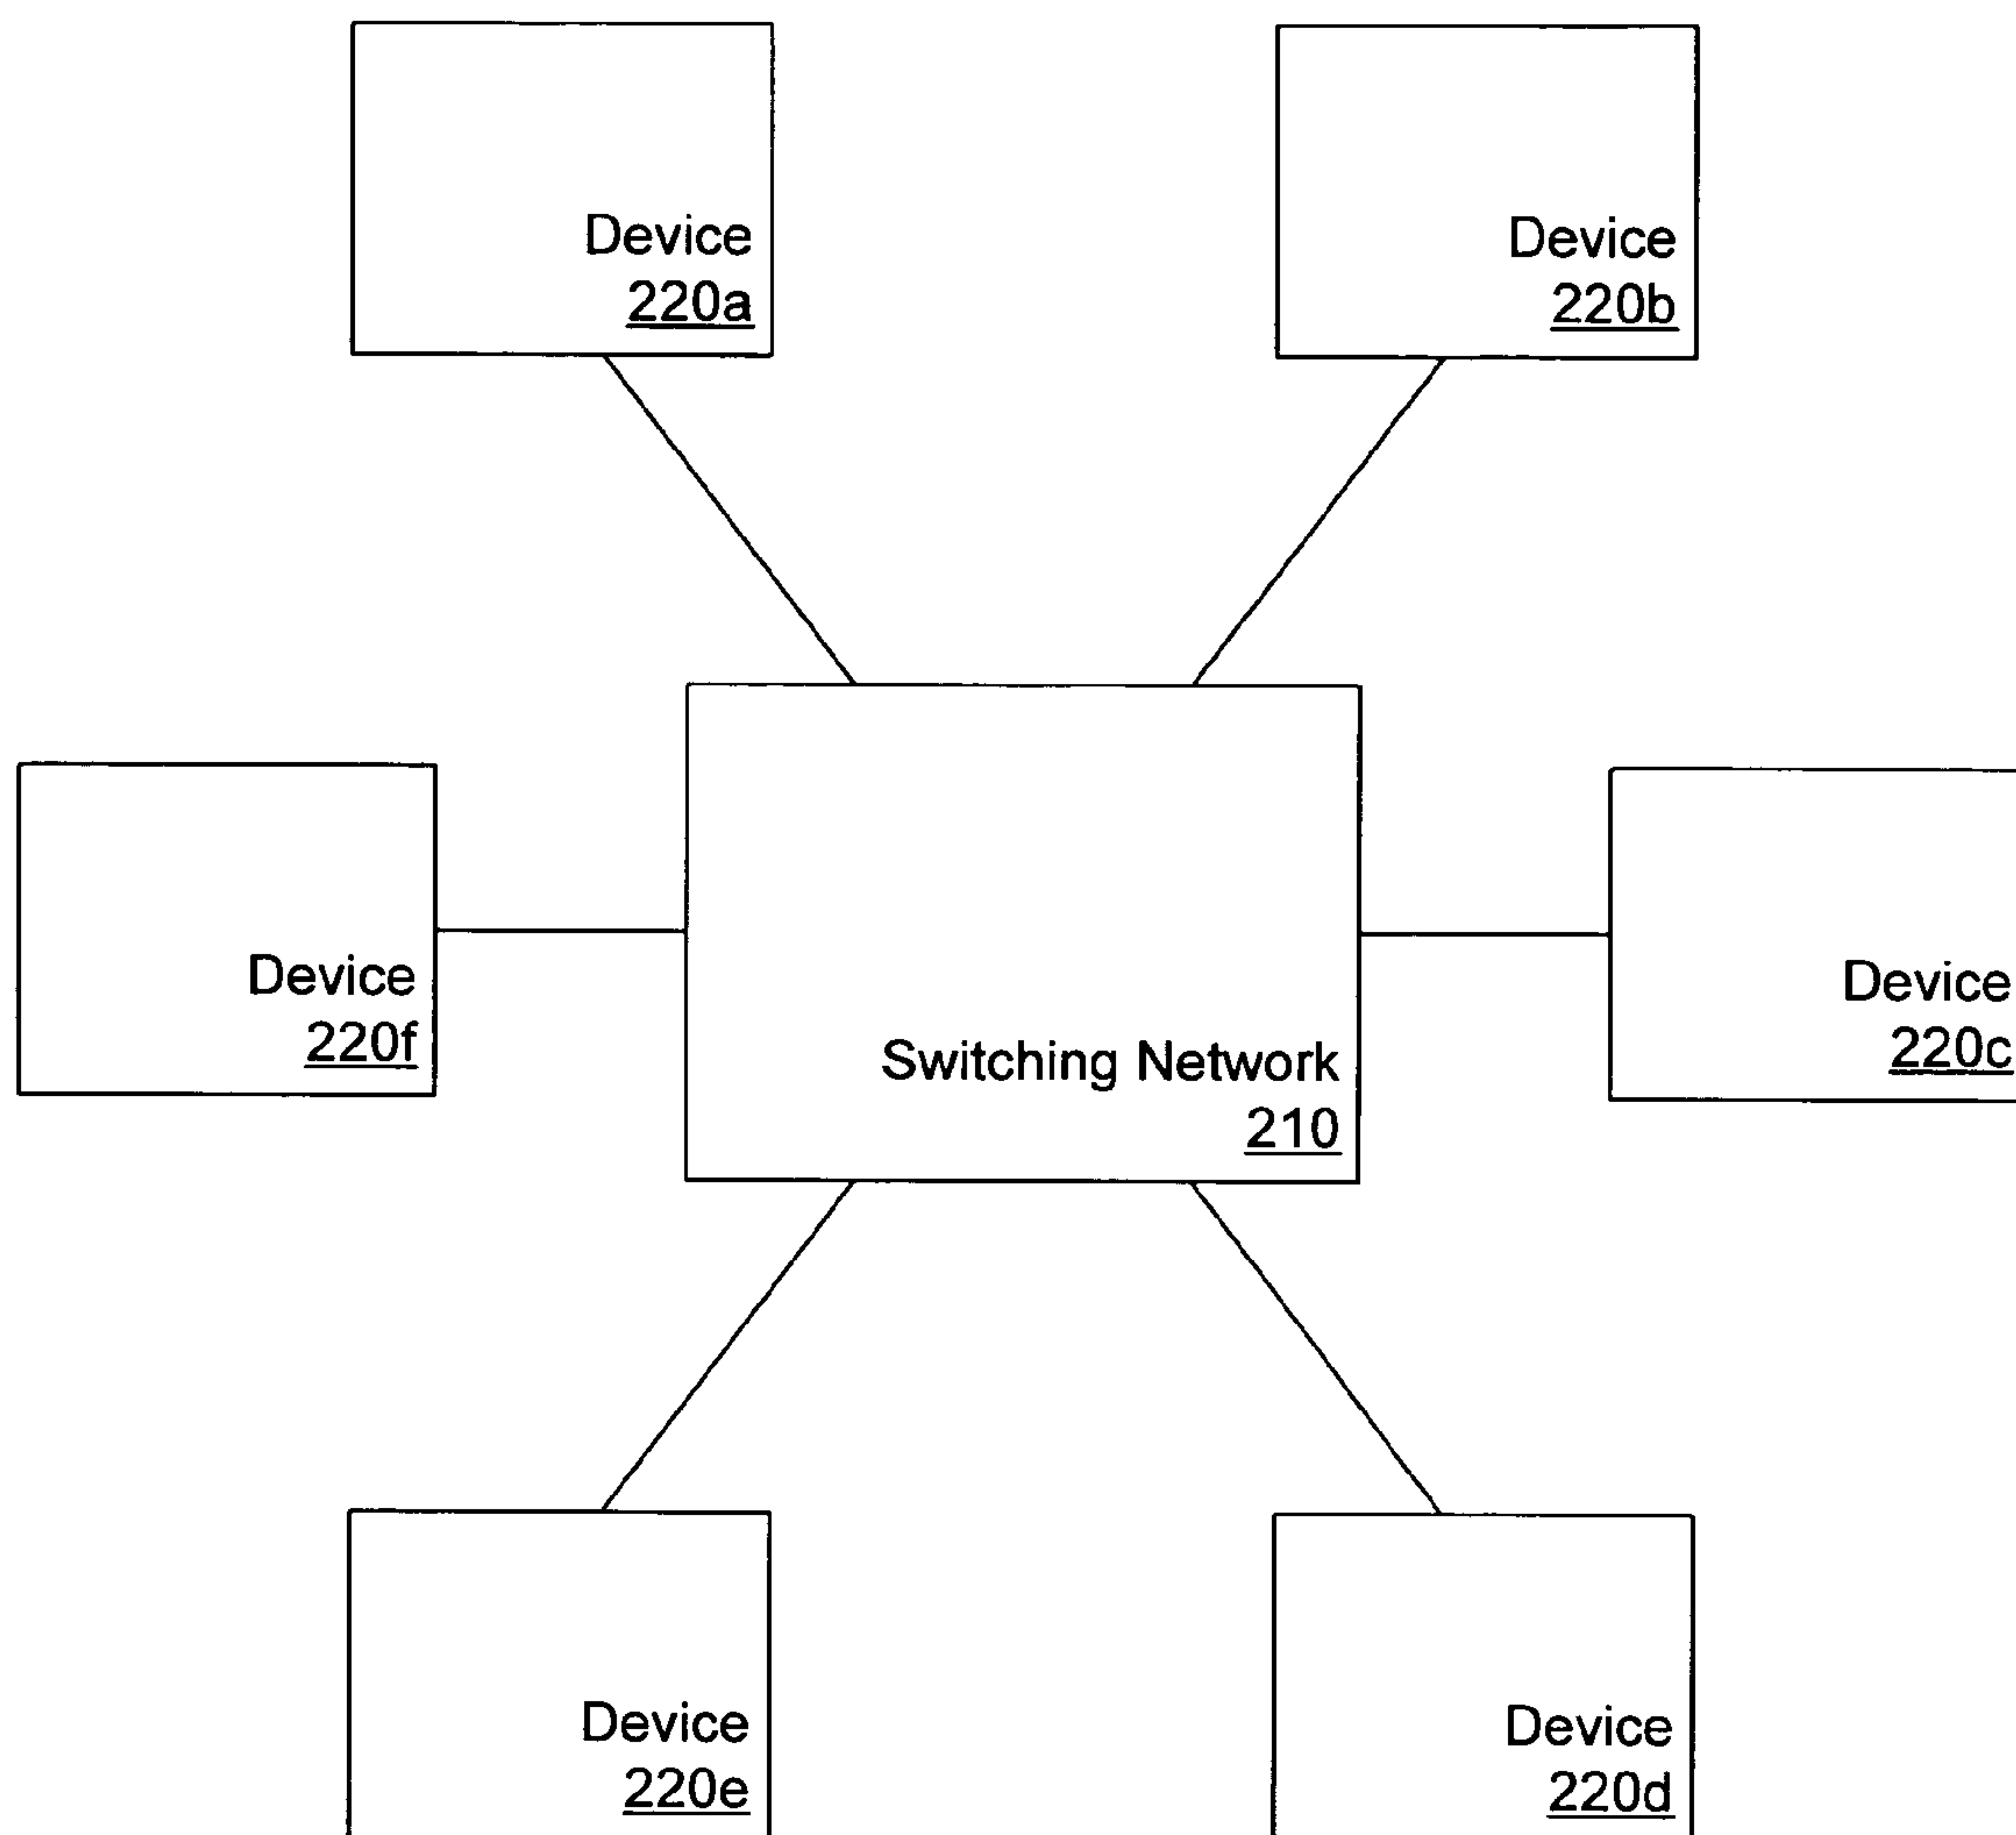 Device
220a
Device
220b
Device
220f
Switching Network
210
Device
220c
Device
220e
Device
220d